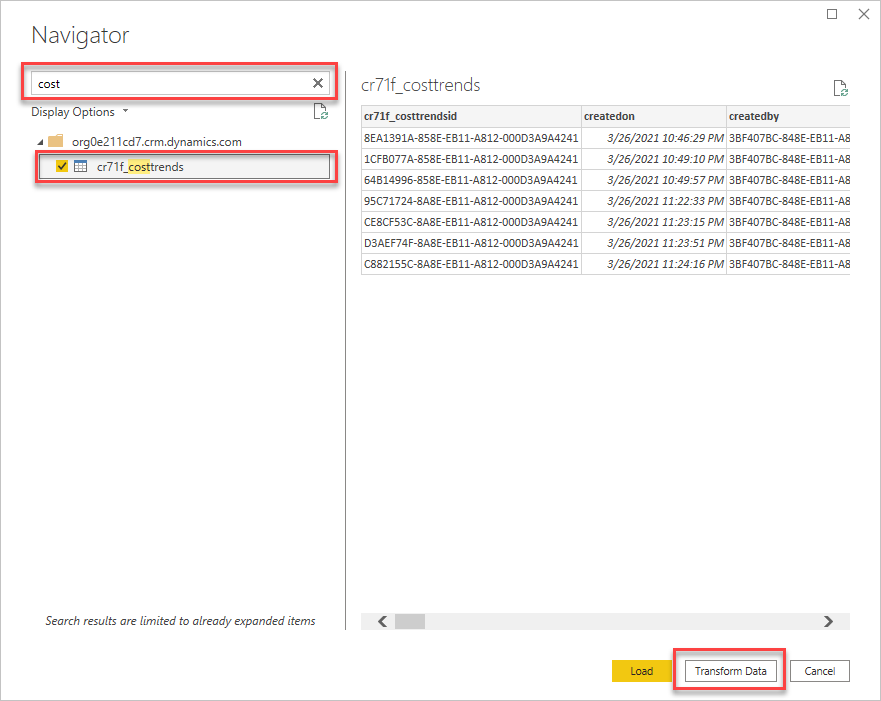 Navigator
cost
Display Options
org0e211cd7.crm.dynamics.com
cr71f_costtrends
Search results are limited to already expanded items
cr71f_costtrends
cr71f_costtrendsid createdon createdby
8EA1391A-858E-EB11-A812-000D3A9A4241 3/26/2021 10:46:29 PM 3BF407BC-848E-EB11-A8
1CFB077A-858E-EB11-A812-000D3A9A4241 3/26/2021 10:49:10 PM 3BF407BC-848E-EB11-A8
64B14996-858E-EB11-A812-000D3A9A4241 3/26/2021 10:49:57 PM 3BF407BC-848E-EB11-A8
95C71724-8A8E-EB11-A812-000D3A9A4241 3/26/2021 11:22:33 PM 3BF407BC-848E-EB11-A8
CE8CF53C-8A8E-EB11-A812-000D3A9A4241 3/26/2021 11:23:15 PM 3BF407BC-848E-EB11-A8
D3AEF74F-8A8E-EB11-A812-000D3A9A4241 3/26/2021 11:23:51 PM 3BF407BC-848E-EB11-A8
C882155C-8A8E-EB11-A812-000D3A9A4241 3/26/2021 11:24:16 PM 3BF407BC-848E-EB11-A8
Load Transform Data Cancel